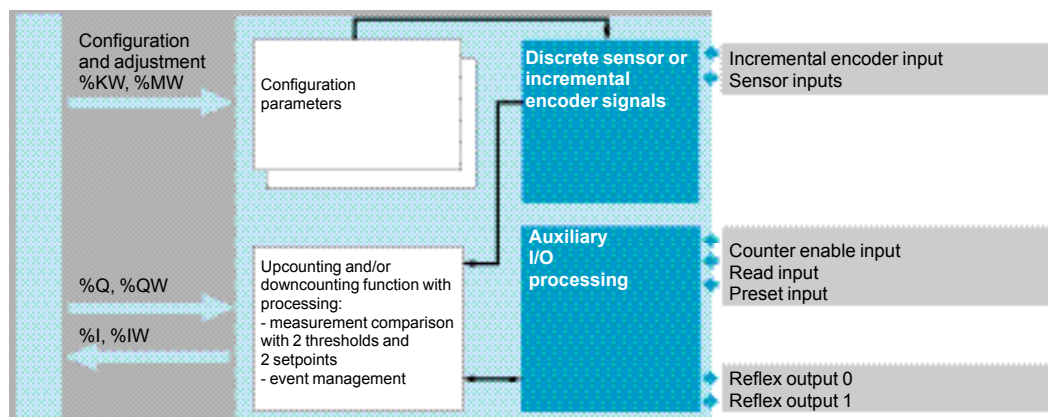 Configuration
and adjustment
%KW, %MW
Configuration
parameters
Discrete sensor or
incremental
encoder signals
Incremental encoder input
Sensor inputs
%Q, %QW
%I, %IW
Upcounting and/or
downcounting function with
processing:
- measurement comparison
with 2 thresholds and
2 setpoints
- event management
Auxiliary
I/O
processing
Counter enable input
Read input
Preset input
Reflex output 0
Reflex output 1